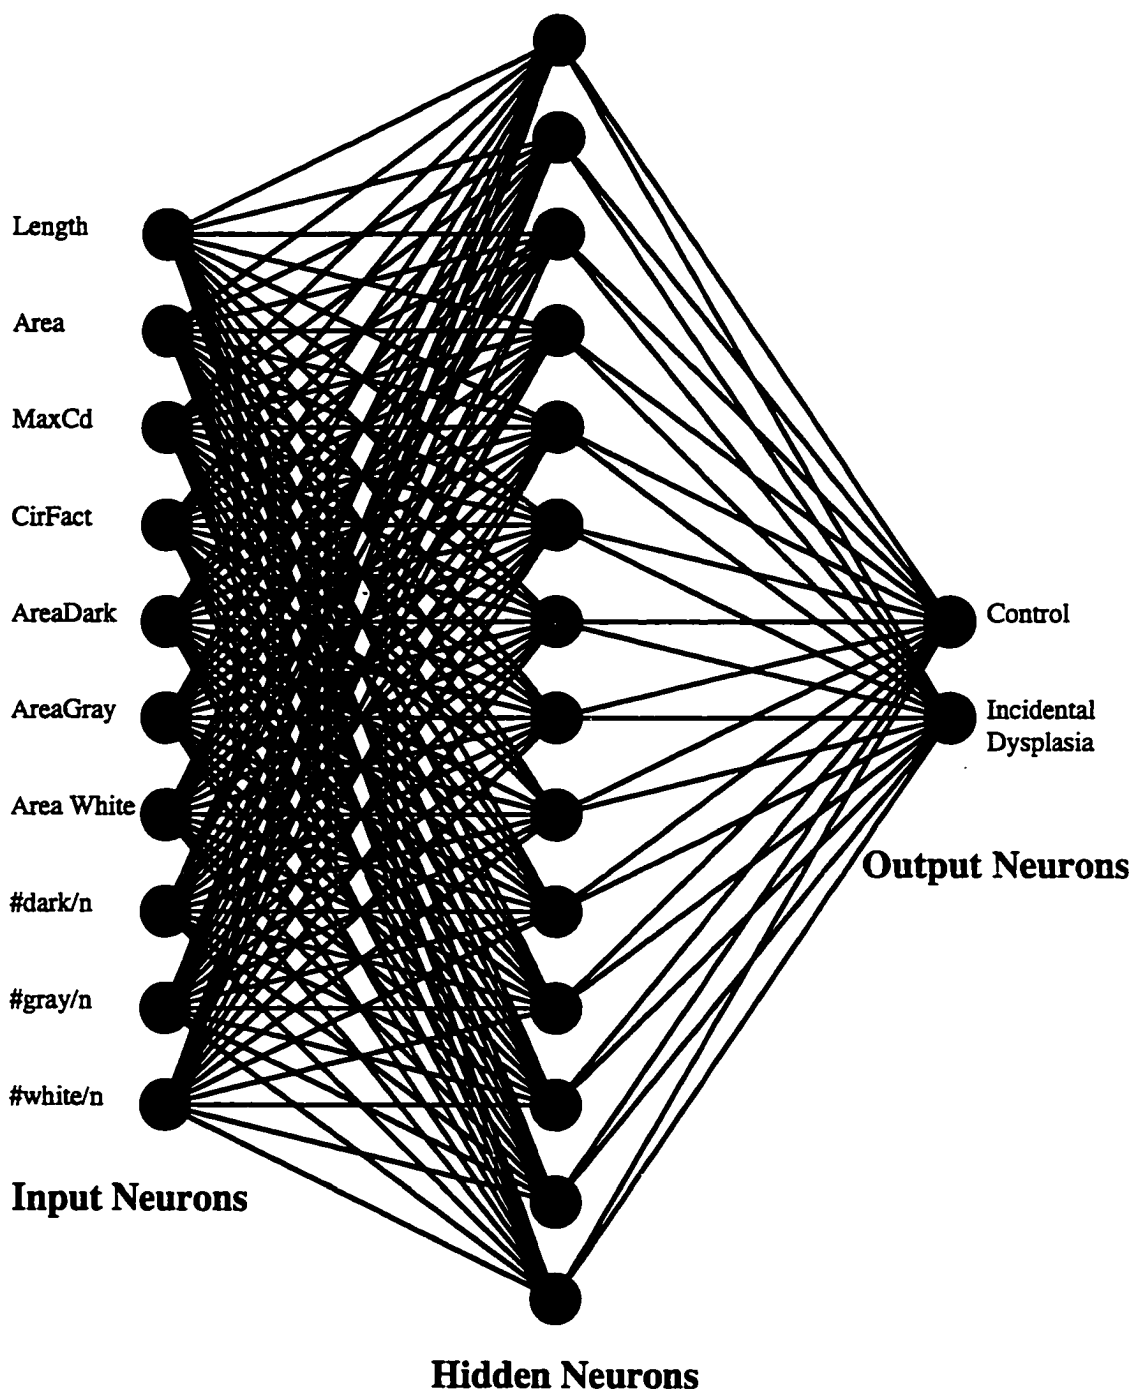 Length
Area
MaxCd
CirFact
AreaDark
AreaGray
Area White
#dark/n
#gray/n
#white/n
Input Neurons
Hidden Neurons
Control
Incidental
Dysplasia
Output Neurons